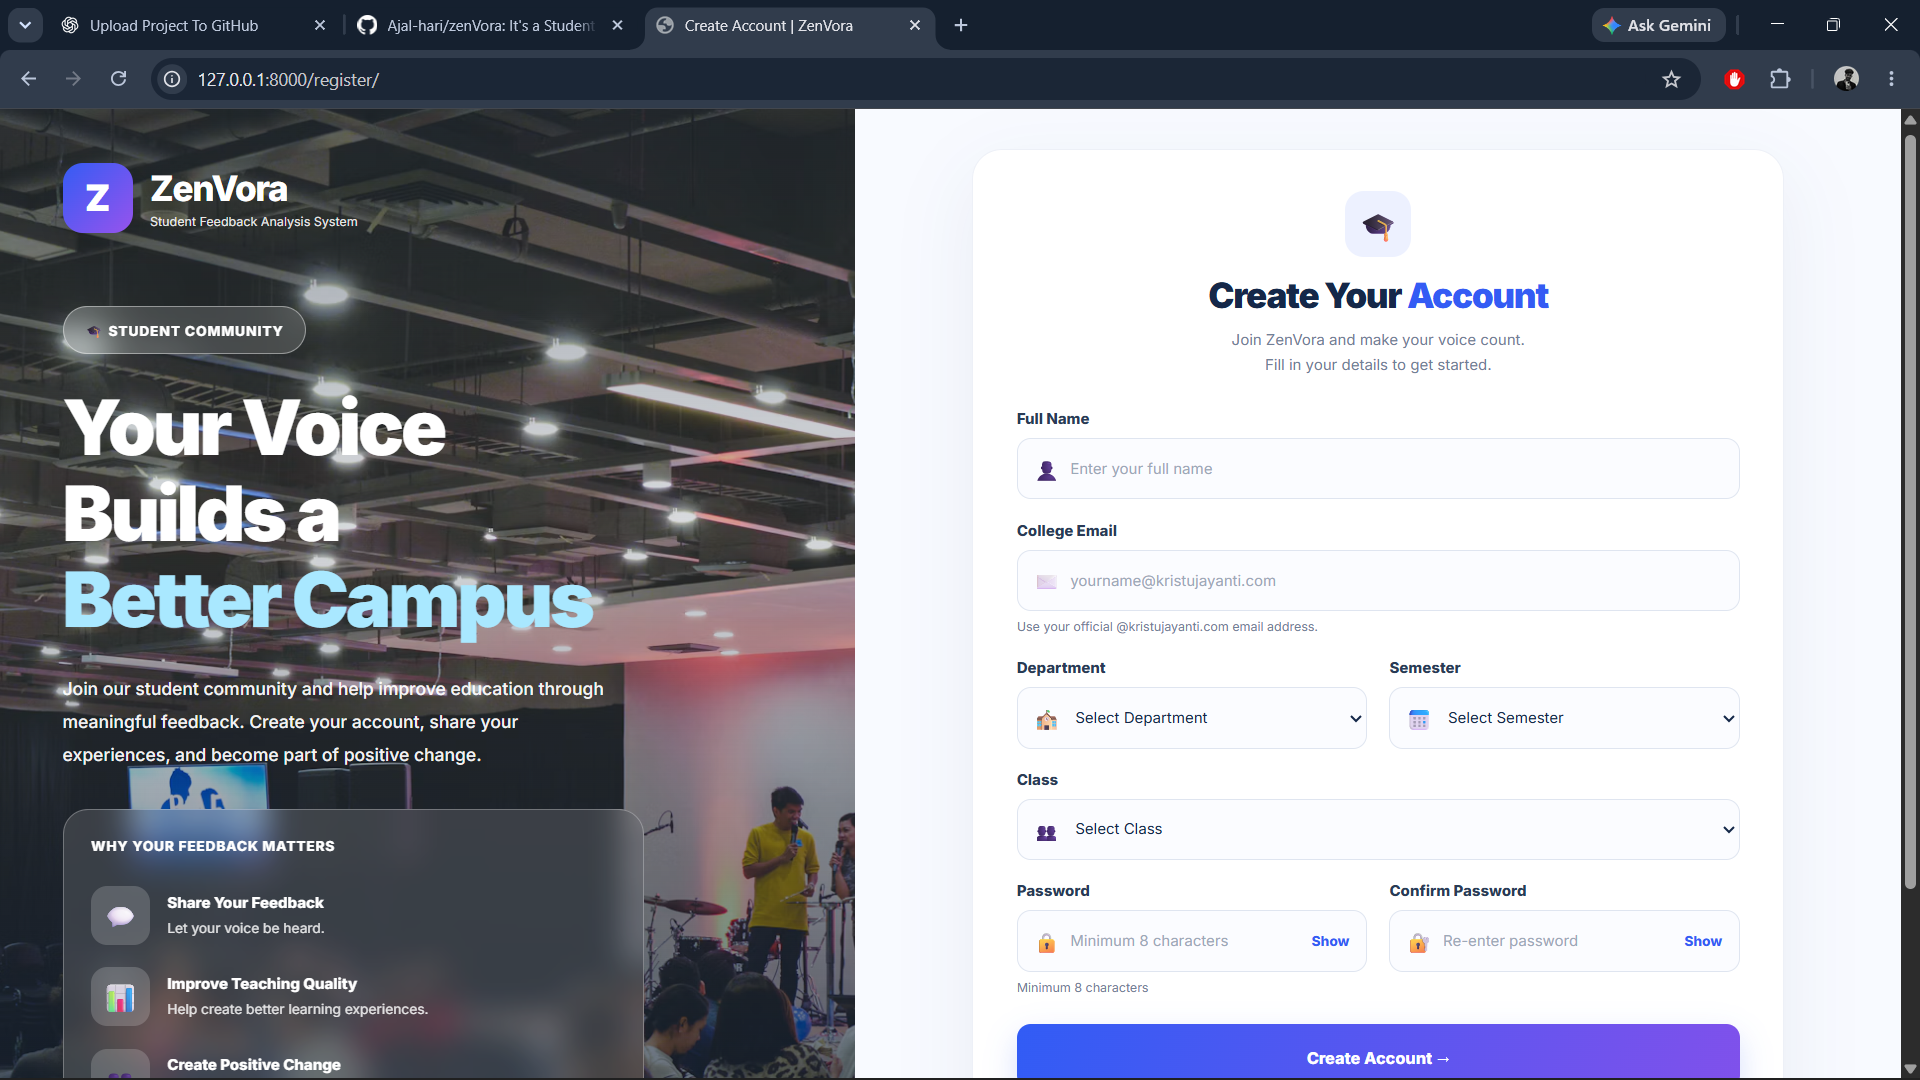 Upload Project To GitHub
Ajal-hari/zenVora: It's a Student
Create Account | ZenVora
Ask Gemini
127.0.0.1:8000/register/
Z
ZenVora
Student Feedback Analysis System
STUDENT COMMUNITY
Your Voice
Builds a
Better Campus
Join our student community and help improve education through
meaningful feedback. Create your account, share your
experiences, and become part of positive change.
WHY YOUR FEEDBACK MATTERS
Share Your Feedback
Let your voice be heard.
Improve Teaching Quality
Help create better learning experiences.
Create Positive Change
Create Your Account
Join ZenVora and make your voice count.
Fill in your details to get started.
Full Name
Enter your full name
College Email
yourname@kristujayanti.com
Use your official @kristujayanti.com email address.
Department
Select Department
Semester
Select Semester
Class
Select Class
Password
Minimum 8 characters
Show
Minimum 8 characters
Confirm Password
Re-enter password
Show
Create Account →